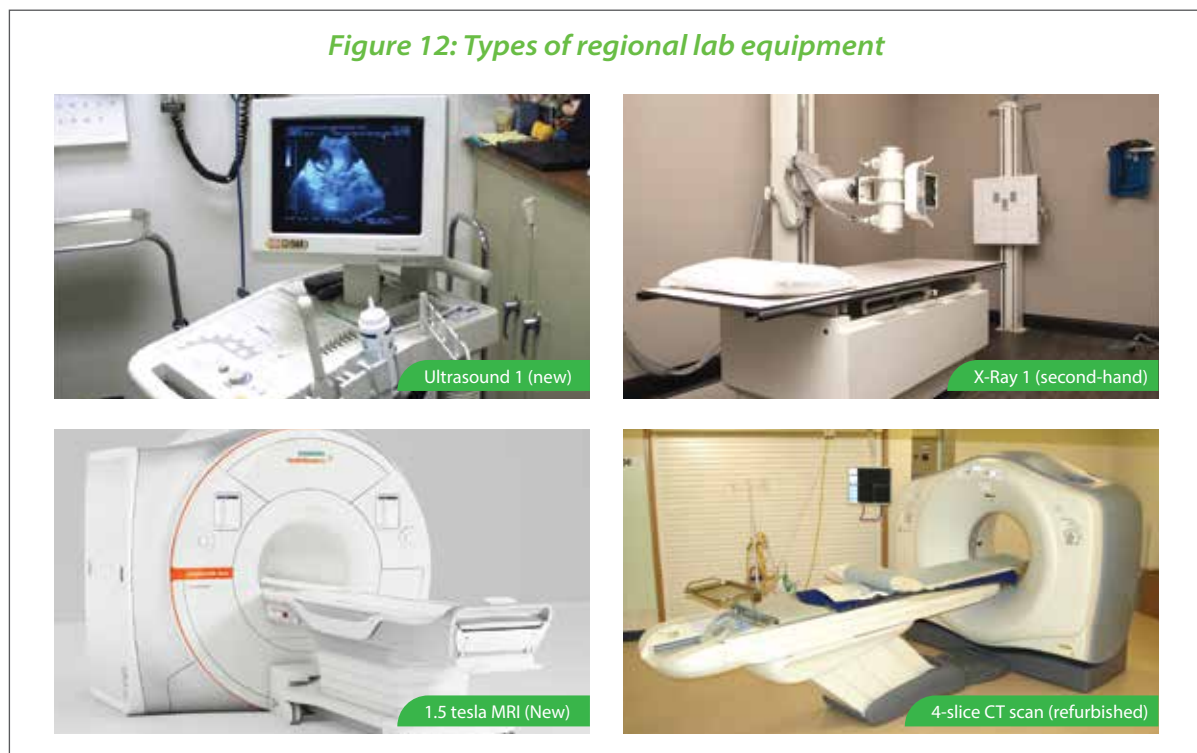 Figure 12: Types of regional lab equipment
Ultrasound 1 (new)
X-Ray 1 (second-hand)
1.5 tesla MRI (New)
4-slice CT scan (refurbished)